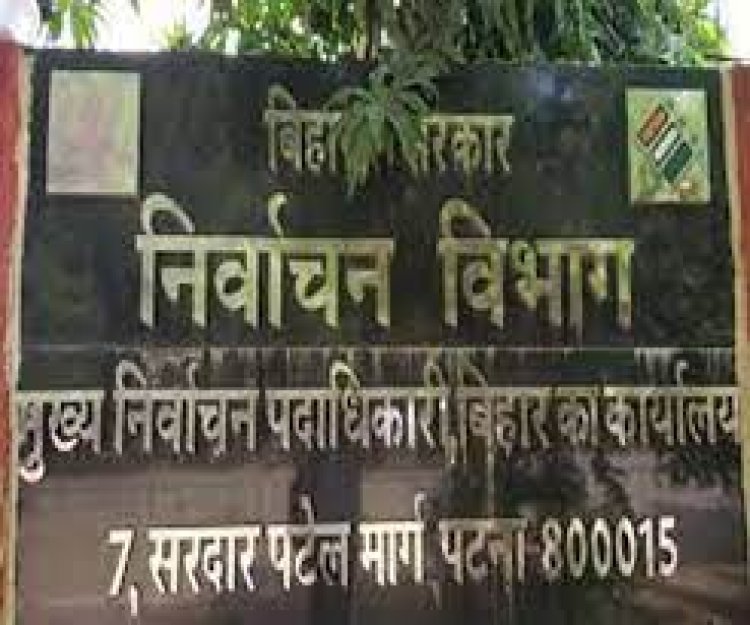 बिहार सरकार
निर्वाचन विभाग
मुख्य निर्वाचन पदाधिकारी, बिहार का कार्यालय
7, सरदार पटेल मार्ग, पटना-800015